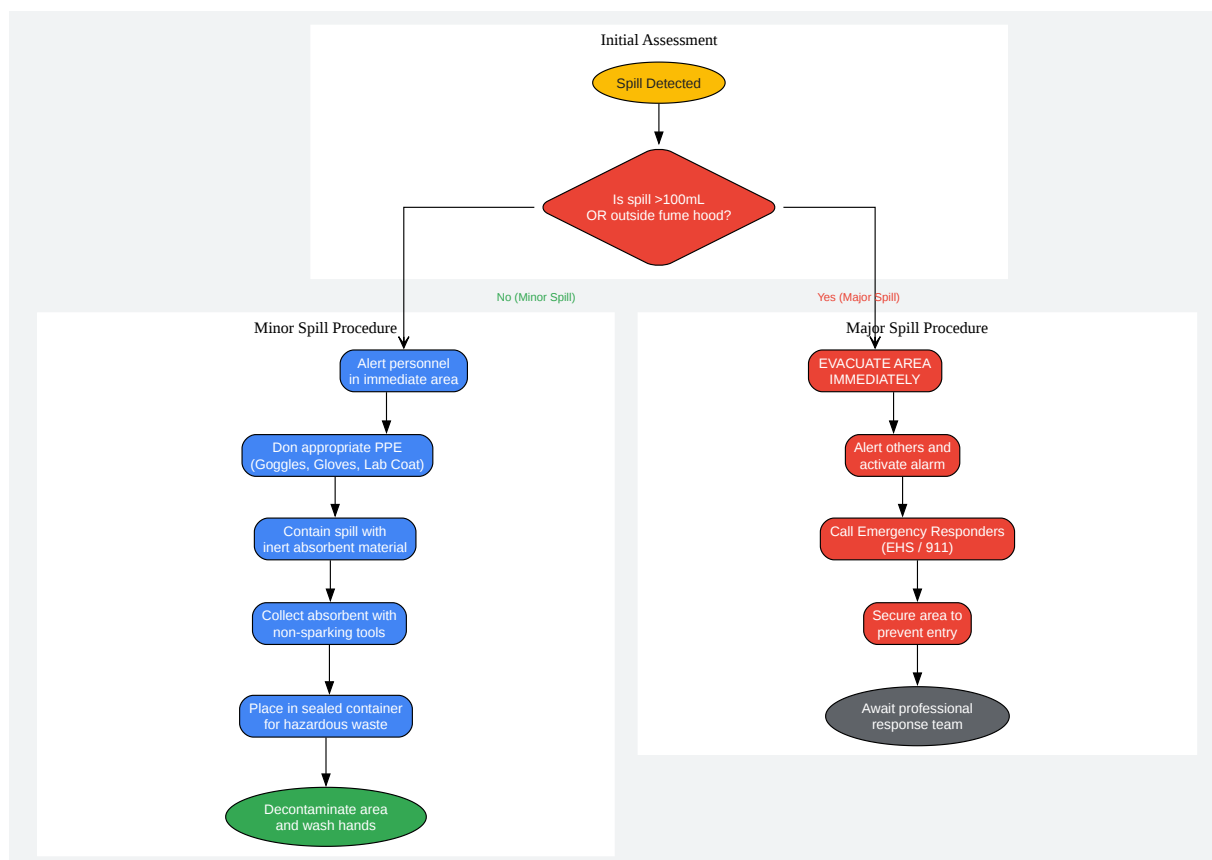 Initial Assessment
Spill Detected
Is spill >100mL
OR outside fume hood?
No (Minor Spill)
Yes (Major Spill)
Minor Spill Procedure
Alert personnel
in immediate area
Don appropriate PPE
(Goggles, Gloves, Lab Coat)
Contain spill with
inert absorbent material
Collect absorbent with
non-sparking tools
Place in sealed container
for hazardous waste
Decontaminate area
and wash hands
Major Spill Procedure
EVACUATE AREA
IMMEDIATELY
Alert others and
activate alarm
Call Emergency Responders
(EHS / 911)
Secure area to
prevent entry
Await professional
response team